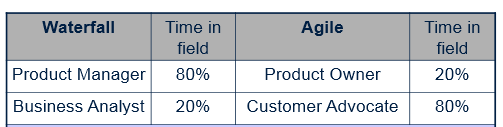 Waterfall Time in field Agile Time in field
Product Manager 80% Product Owner 20%
Business Analyst 20% Customer Advocate 80%